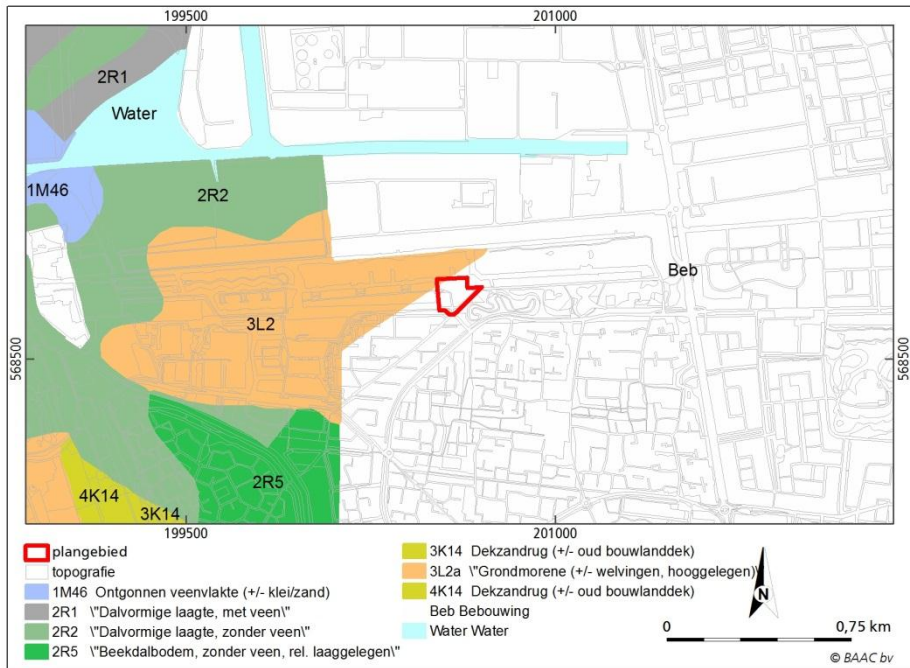 199500 201000
2R1
Water
1M46
2R2
Beb
3L2
568500 568500
2R5
4K14
3K14
199500 201000
plangebied
topografie
1M46 Ontgonnen veenvlakte (+/- klei/zand)
2R1 \"Dalvormige laagte, met veen\"
2R2 \"Dalvormige laagte, zonder veen\"
2R5 \"Beekdalbodem, zonder veen, rel. laaggelegen\"
3K14 Dekzandrug (+/- oud bouwlanddek)
3L2a \"Grondmorene (+/- welvingen, hooggelegen)\"
4K14 Dekzandrug (+/- oud bouwlanddek)
Beb Bebouwing
Water Water
N
0 0,75 km
© BAAC bv